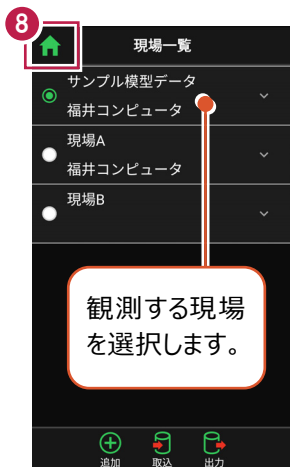 8
現場一覧
サンプル模型データ
福井コンピュータ
現場A
福井コンピュータ
現場B
観測する現場
を選択します。
追加 取込 出力